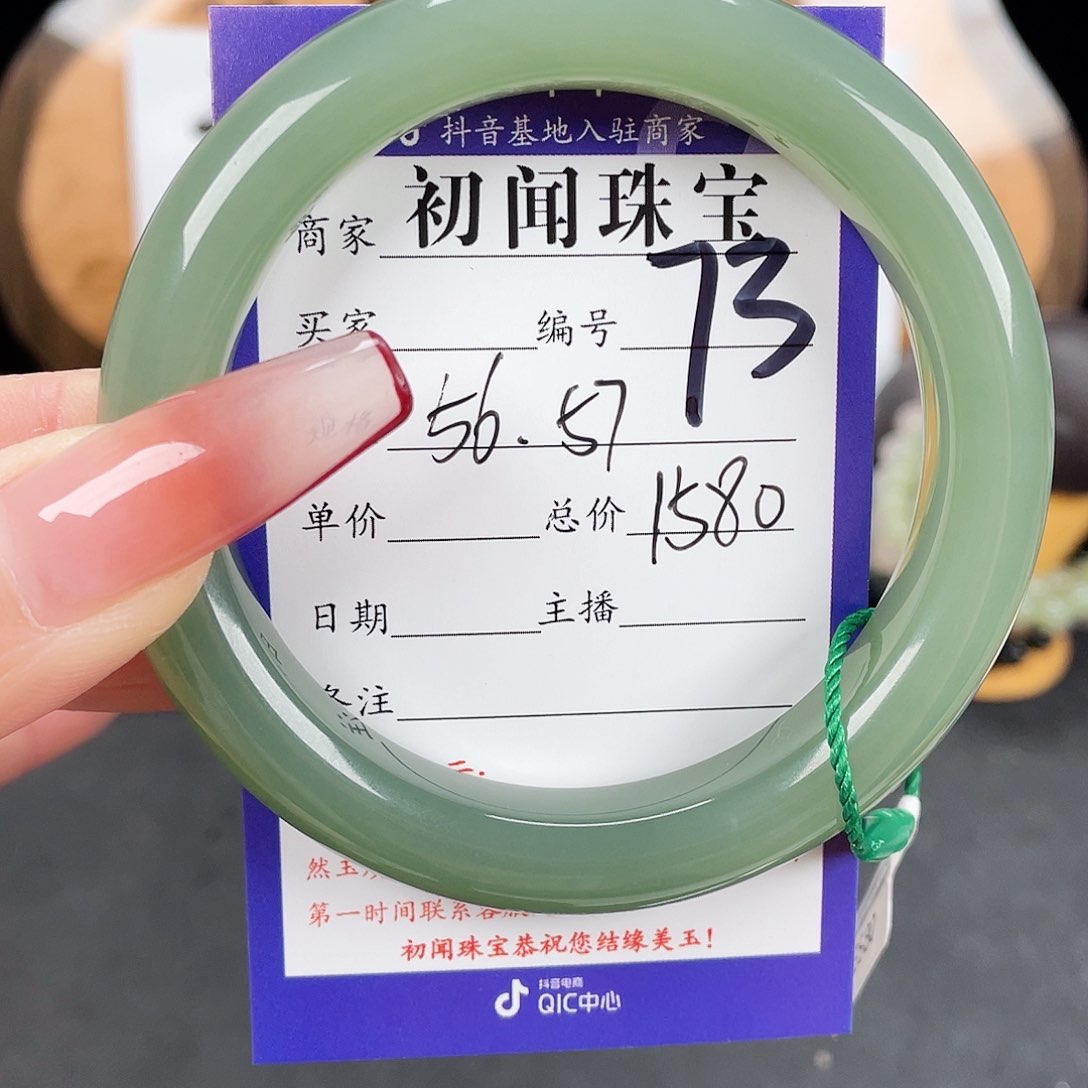 抖音基地入驻商家
商家 初闻珠宝
买家 编号 73
56.57
单价 总价 1580
日期 主播
备注
然玉
第一时间联系客服
初闻珠宝恭祝您结缘美玉!
抖音电商
QIC中心